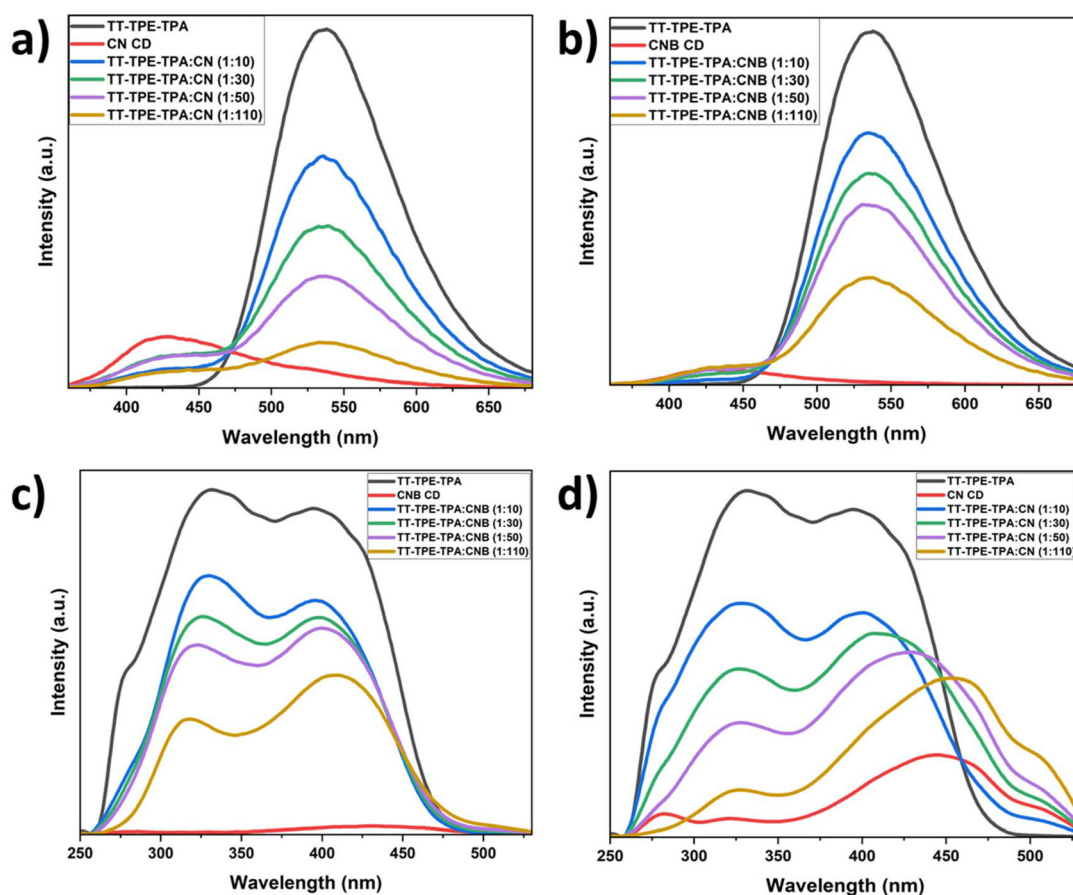 a)
TT-TPE-TPA
CN CD
TT-TPE-TPA:CN (1:10)
TT-TPE-TPA:CN (1:30)
TT-TPE-TPA:CN (1:50)
TT-TPE-TPA:CN (1:110)
Intensity (a.u.)
400 450 500 550 600 650
Wavelength (nm)
b)
TT-TPE-TPA
CNB CD
TT-TPE-TPA:CNB (1:10)
TT-TPE-TPA:CNB (1:30)
TT-TPE-TPA:CNB (1:50)
TT-TPE-TPA:CNB (1:110)
Intensity (a.u.)
400 450 500 550 600 650
Wavelength (nm)
c)
TT-TPE-TPA
CNB CD
TT-TPE-TPA:CNB (1:10)
TT-TPE-TPA:CNB (1:30)
TT-TPE-TPA:CNB (1:50)
TT-TPE-TPA:CNB (1:110)
Intensity (a.u.)
250 300 350 400 450 500
Wavelength (nm)
d)
TT-TPE-TPA
CN CD
TT-TPE-TPA:CN (1:10)
TT-TPE-TPA:CN (1:30)
TT-TPE-TPA:CN (1:50)
TT-TPE-TPA:CN (1:110)
Intensity (a.u.)
250 300 350 400 450 500
Wavelength (nm)